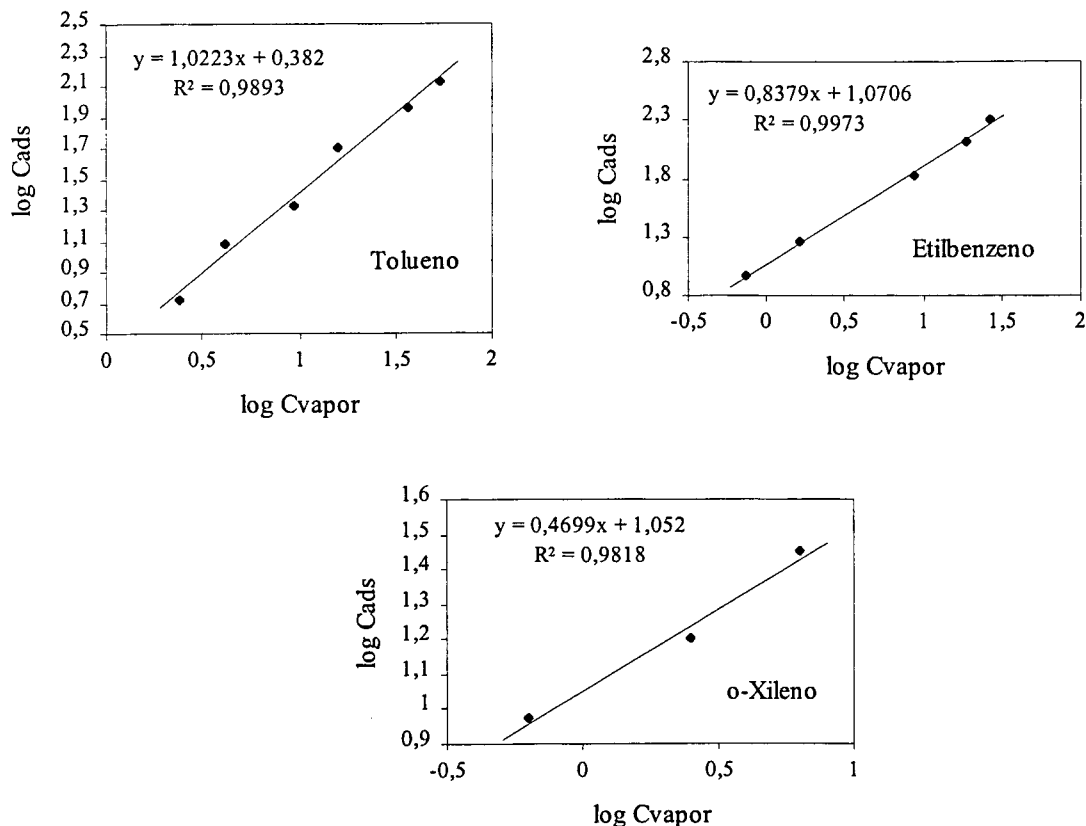 2,5
2,3
2,1
1,9
1,7
1,5
1,3
1,1
0,9
0,7
0,5
log Cads
y = 1,0223x + 0,382
R² = 0,9893
Tolueno
0
0,5
1
1,5
2
log Cvapor
2,8
2,3
1,8
1,3
0,8
log Cads
y = 0,8379x + 1,0706
R² = 0,9973
Etilbenzeno
-0,5
0
0,5
1
1,5
2
log Cvapor
1,6
1,5
1,4
1,3
1,2
1,1
1
0,9
log Cads
y = 0,4699x + 1,052
R² = 0,9818
o-Xileno
-0,5
0
0,5
1
log Cvapor